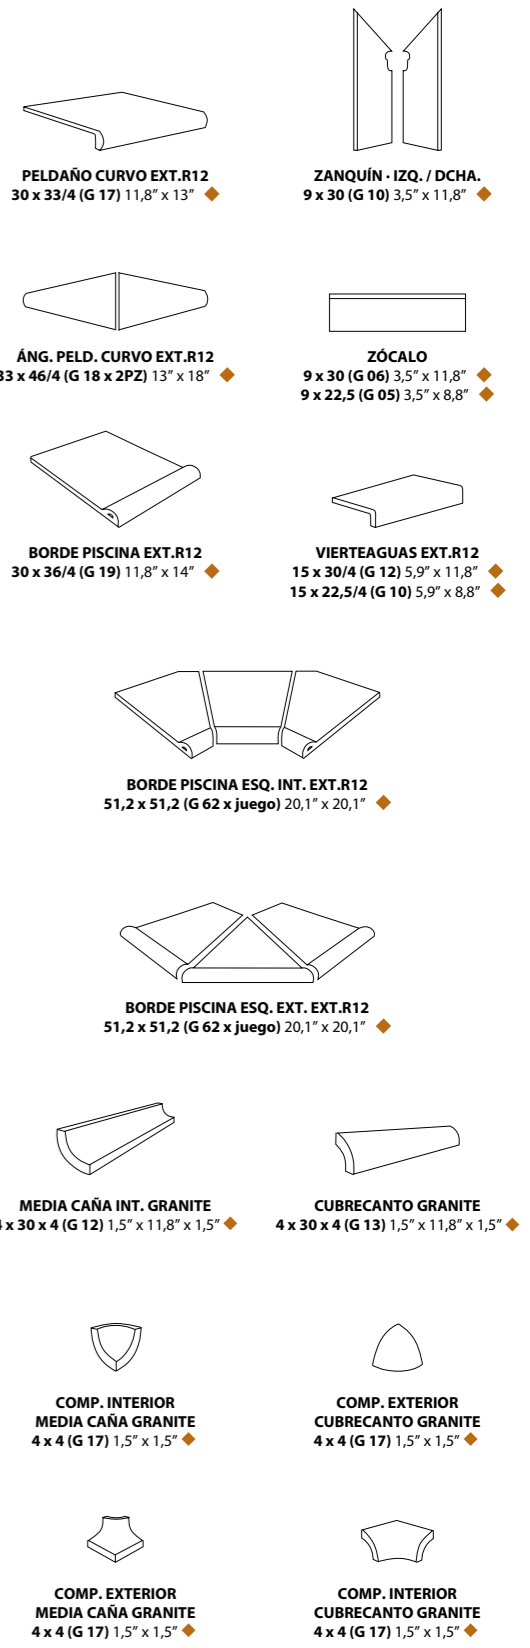 PELDAÑO CURVO EXT.R12
30 x 33/4 (G 17) 11,8” x 13”
ZANQUÍN · IZQ. / DCHA.
9 x 30 (G 10) 3,5” x 11,8”
ÁNG. PELD. CURVO EXT.R12
33 x 46/4 (G 18 x 2PZ) 13” x 18”
ZÓCALO
9 x 30 (G 06) 3,5” x 11,8”
9 x 22,5 (G 05) 3,5” x 8,8”
BORDE PISCINA EXT.R12
30 x 36/4 (G 19) 11,8” x 14”
VIERTEAGUAS EXT.R12
15 x 30/4 (G 12) 5,9” x 11,8”
15 x 22,5/4 (G 10) 5,9” x 8,8”
BORDE PISCINA ESQ. INT. EXT.R12
51,2 x 51,2 (G 62 x juego) 20,1” x 20,1”
BORDE PISCINA ESQ. EXT. EXT.R12
51,2 x 51,2 (G 62 x juego) 20,1” x 20,1”
MEDIA CAÑA INT. GRANITE
4 x 30 x 4 (G 12) 1,5” x 11,8” x 1,5”
CUBRECANTO GRANITE
4 x 30 x 4 (G 13) 1,5” x 11,8” x 1,5”
COMP. INTERIOR
MEDIA CAÑA GRANITE
4 x 4 (G 17) 1,5” x 1,5”
COMP. EXTERIOR
CUBRECANTO GRANITE
4 x 4 (G 17) 1,5” x 1,5”
COMP. EXTERIOR
MEDIA CAÑA GRANITE
4 x 4 (G 17) 1,5” x 1,5”
COMP. INTERIOR
CUBRECANTO GRANITE
4 x 4 (G 17) 1,5” x 1,5”